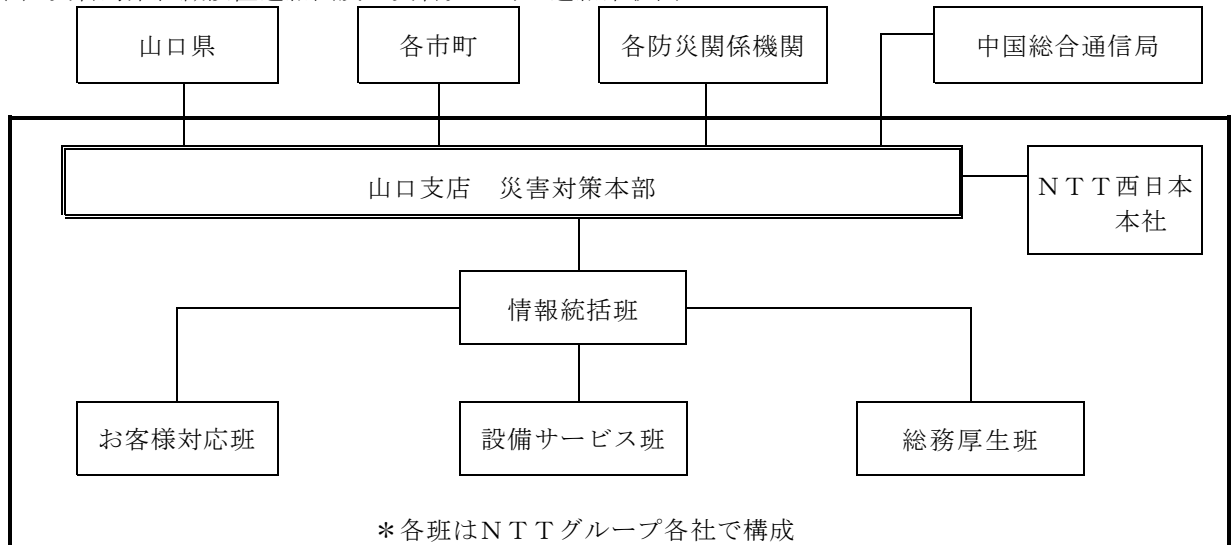 山口県
各市町
各防災関係機関
中国総合通信局
山口支店　災害対策本部
ＮＴＴ西日本
本社
情報統括班
お客様対応班
設備サービス班
総務厚生班
＊各班はＮＴＴグループ各社で構成